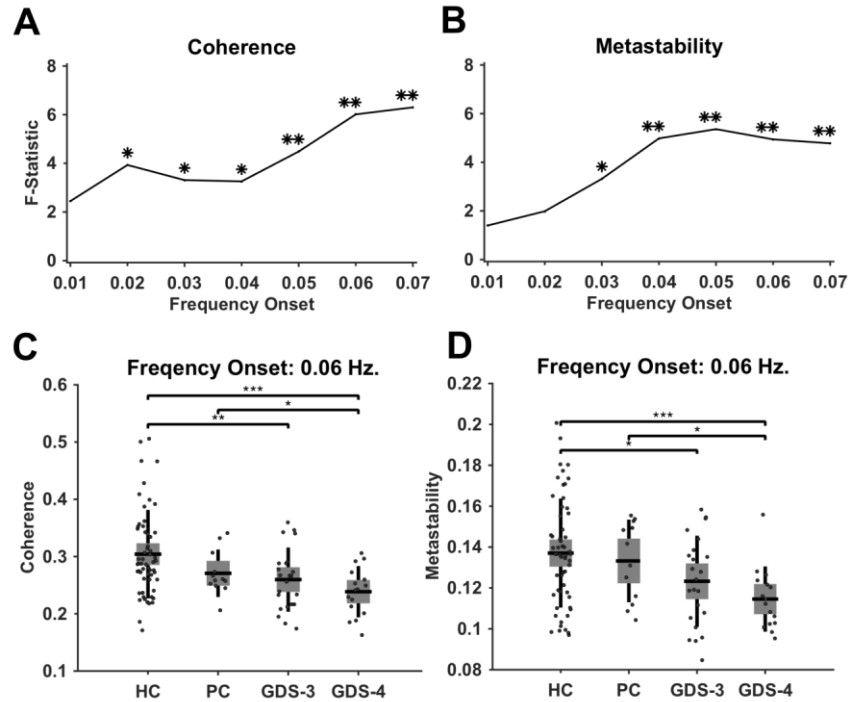 A
Coherence
8
6
4
2
0
F-Statistic
* * * ** ** **
0.01 0.02 0.03 0.04 0.05 0.06 0.07
Frequency Onset
B
Metastability
8
6
4
2
0
* ** ** ** **
0.01 0.02 0.03 0.04 0.05 0.06 0.07
Frequency Onset
C
Freqency Onset: 0.06 Hz.
0.6
0.5
0.4
0.3
0.2
0.1
Coherence
***
*
**
HC PC GDS-3 GDS-4
D
Freqency Onset: 0.06 Hz.
0.22
0.2
0.18
0.16
0.14
0.12
0.1
0.08
Metastability
***
*
*
HC PC GDS-3 GDS-4